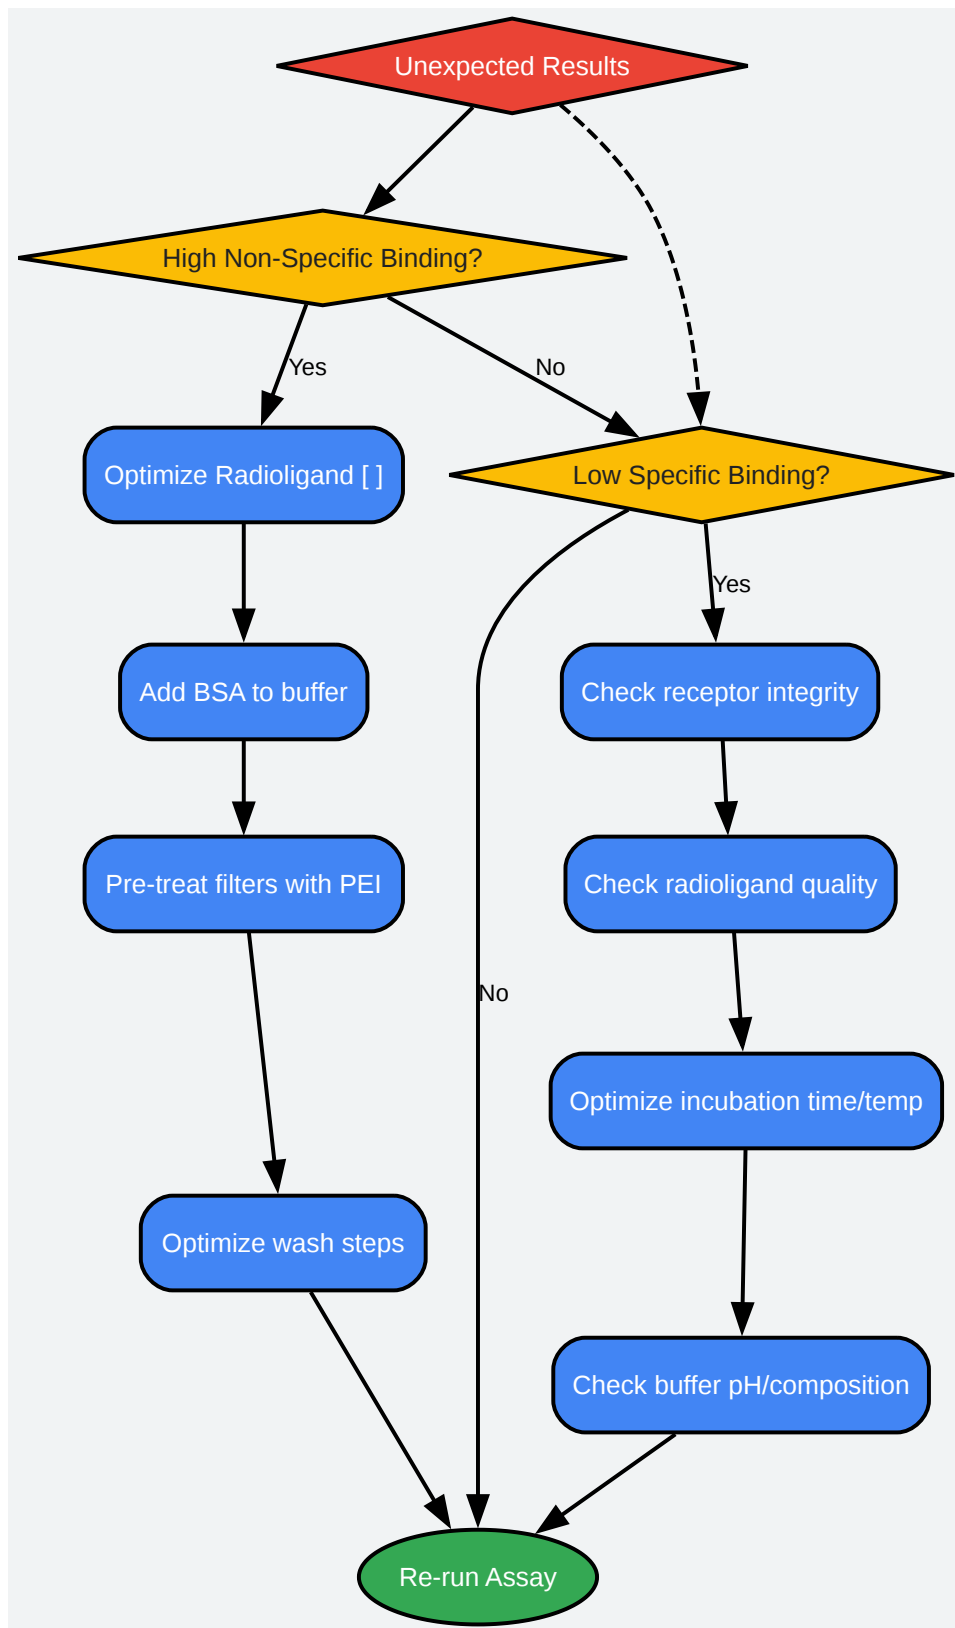 Unexpected Results
High Non-Specific Binding?
Yes
No
Optimize Radioligand [ ]
Low Specific Binding?
Yes
Add BSA to buffer
Check receptor integrity
Pre-treat filters with PEI
Check radioligand quality
No
Optimize incubation time/temp
Optimize wash steps
Check buffer pH/composition
Re-run Assay